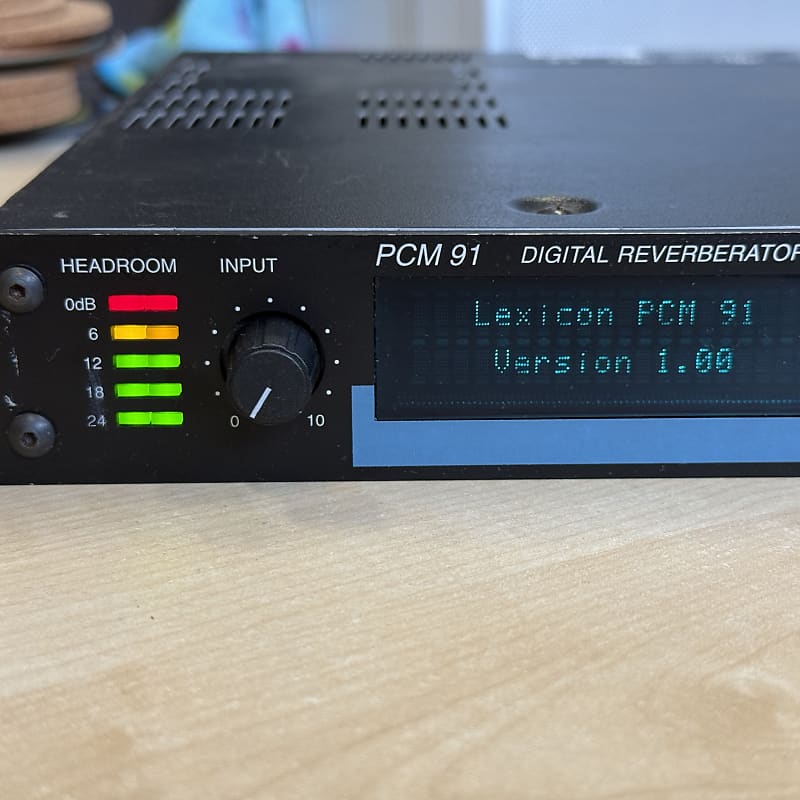 HEADROOM
INPUT
PCM 91
DIGITAL REVERBERATOR
0dB
6
12
18
24
0
10
Lexicon PCM 91
Version 1.00